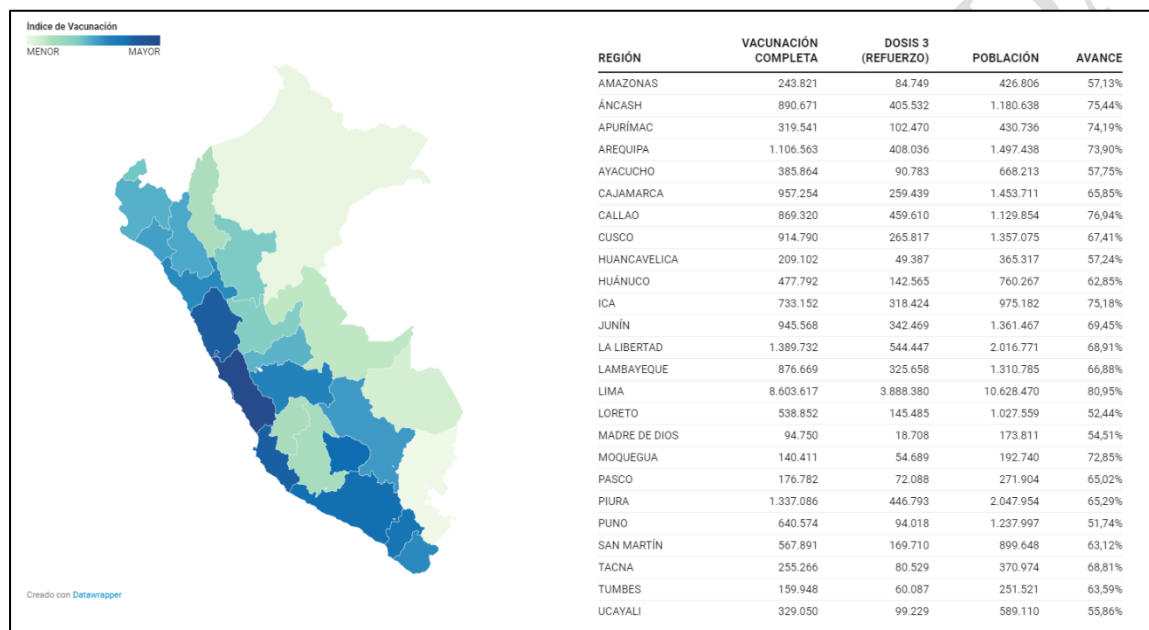 Índice de Vacunación
MENOR MAYOR
Creado con Datawrapper
REGIÓN VACUNACIÓN COMPLETA DOSIS 3 (REFUERZO) POBLACIÓN AVANCE
AMAZONAS 243.821 84.749 426.806 57,13%
ÁNCASH 890.671 405.532 1.180.638 75,44%
APURÍMAC 319.541 102.470 430.736 74,19%
AREQUIPA 1.106.563 408.036 1.497.438 73,90%
AYACUCHO 385.864 90.783 668.213 57,75%
CAJAMARCA 957.254 259.439 1.453.711 65,85%
CALLAO 869.320 459.610 1.129.854 76,94%
CUSCO 914.790 265.817 1.357.075 67,41%
HUANCAVELICA 209.102 49.387 365.317 57,24%
HUÁNUCO 477.792 142.565 760.267 62,85%
ICA 733.152 318.424 975.182 75,18%
JUNÍN 945.568 342.469 1.361.467 69,45%
LA LIBERTAD 1.389.732 544.447 2.016.771 68,91%
LAMBAYEQUE 876.669 325.658 1.310.785 66,88%
LIMA 8.603.617 3.888.380 10.628.470 80,95%
LORETO 538.852 145.485 1.027.559 52,44%
MADRE DE DIOS 94.750 18.708 173.811 54,51%
MOQUEGUA 140.411 54.689 192.740 72,85%
PASCO 176.782 72.088 271.904 65,02%
PIURA 1.337.086 446.793 2.047.954 65,29%
PUNO 640.574 94.018 1.237.997 51,74%
SAN MARTÍN 567.891 169.710 899.648 63,12%
TACNA 255.266 80.529 370.974 68,81%
TUMBES 159.948 60.087 251.521 63,59%
UCAYALI 329.050 99.229 589.110 55,86%